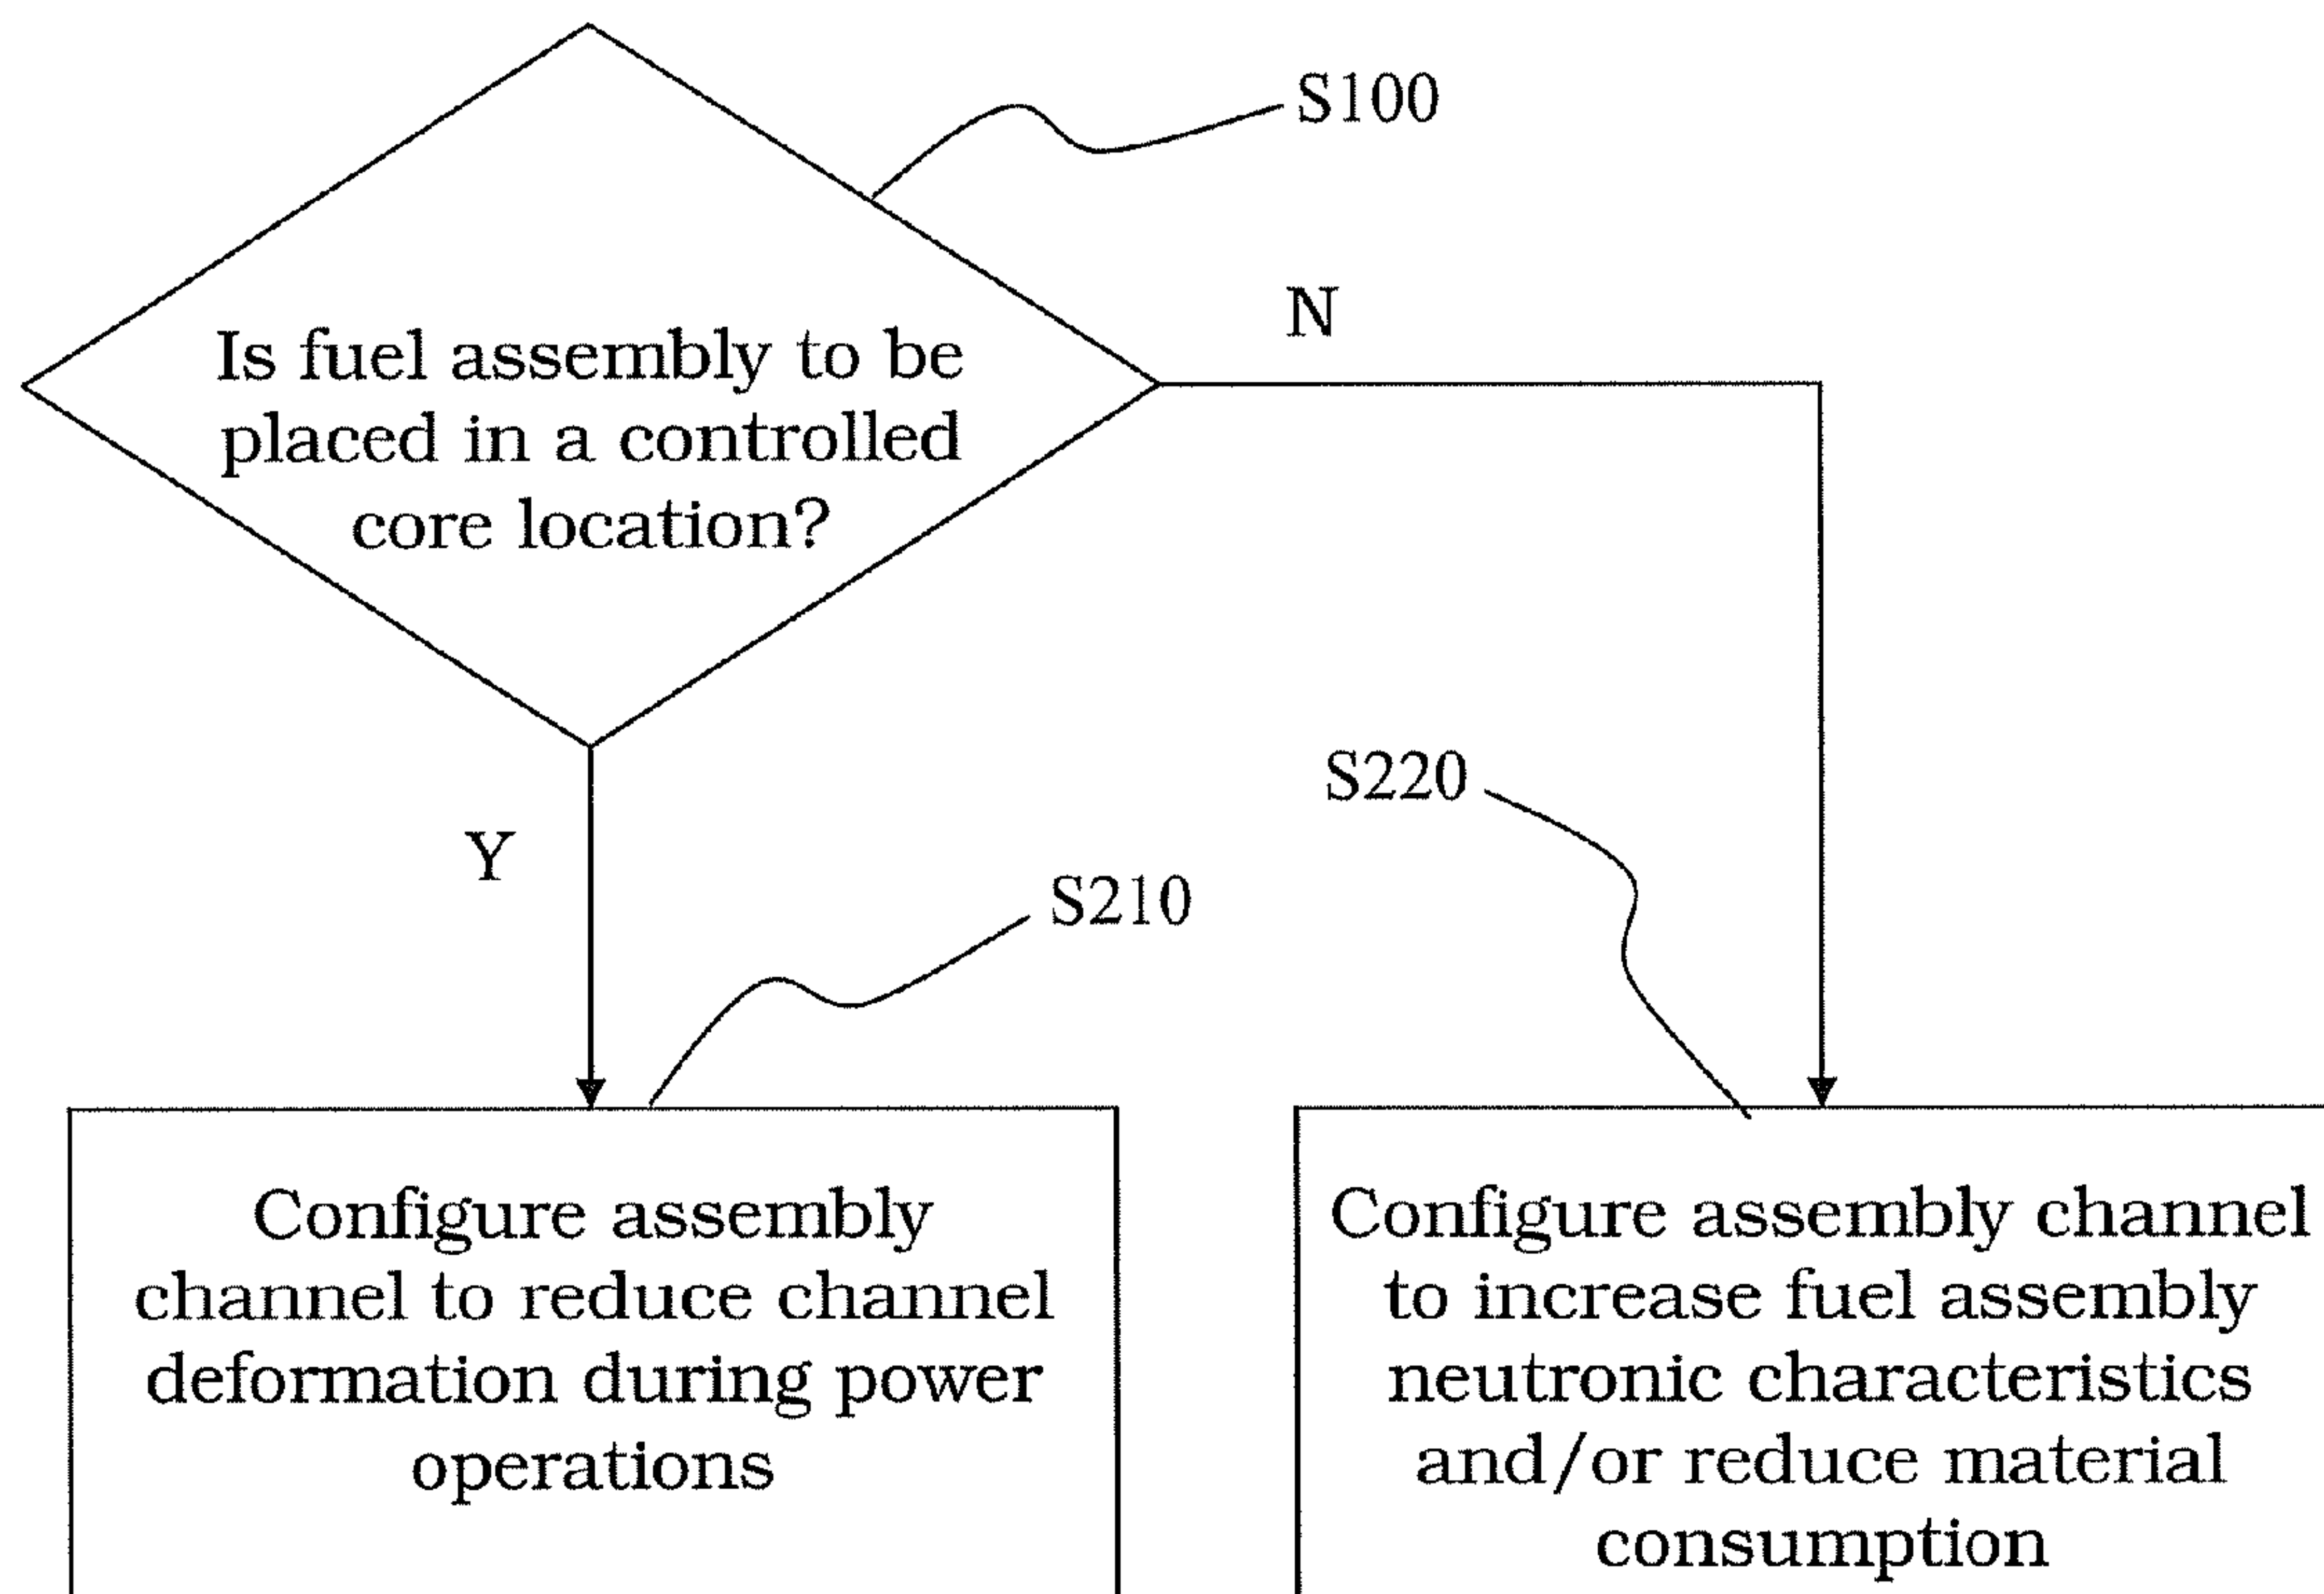 S100
N
Is fuel assembly to be
placed in a controlled
core location?
S220
Y
S210
Configure assembly
channel to reduce channel
deformation during power
operations
Configure assembly channel
to increase fuel assembly
neutronic characteristics
and/or reduce material
consumption